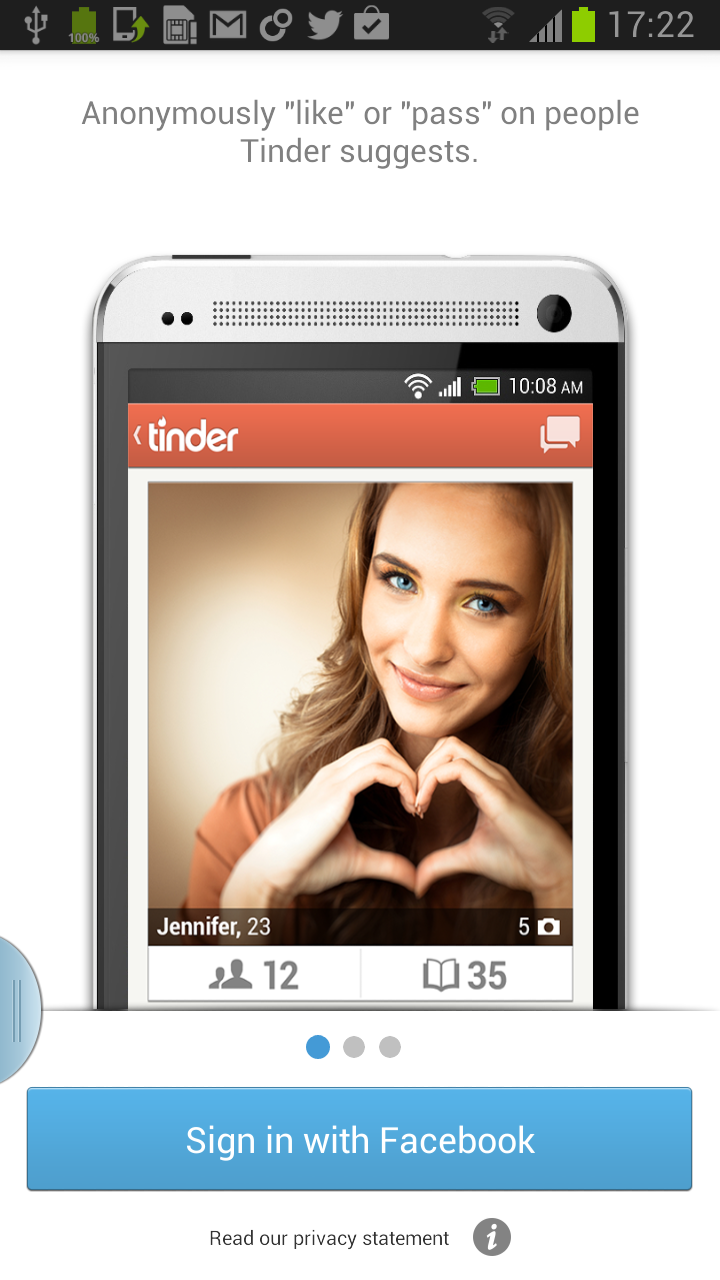 100%
17:22
Anonymously "like" or "pass" on people
Tinder suggests.
10:08 AM
tinder
Jennifer, 23
5
12
35
Sign in with Facebook
Read our privacy statement
i